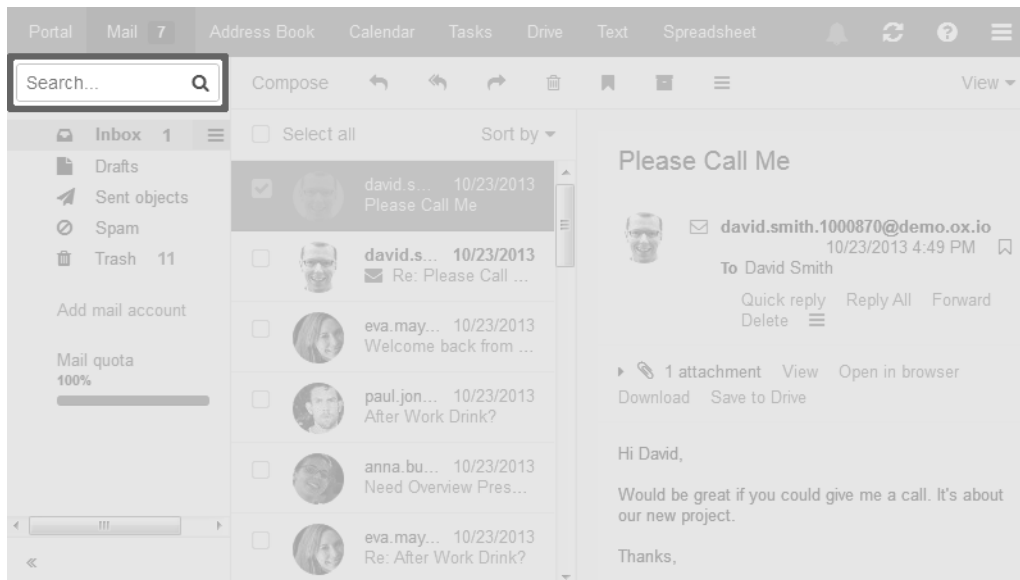 Portal Mail 7 Address Book Calendar Tasks Drive Text Spreadsheet
Search...
Compose View
Inbox 1
Drafts
Sent objects
Spam
Trash 11
Add mail account
Mail quota
100%
Select all Sort by
david.s... 10/23/2013
Please Call Me
david.s... 10/23/2013
Re: Please Call ...
eva.may... 10/23/2013
Welcome back from ...
paul.jon... 10/23/2013
After Work Drink?
anna.bu... 10/23/2013
Need Overview Pres...
eva.may... 10/23/2013
Re: After Work Drink?
Please Call Me
david.smith.1000870@demo.ox.io
10/23/2013 4:49 PM
To David Smith
Quick reply Reply All Forward
Delete
1 attachment View Open in browser
Download Save to Drive
Hi David,
Would be great if you could give me a call. It's about
our new project.
Thanks,